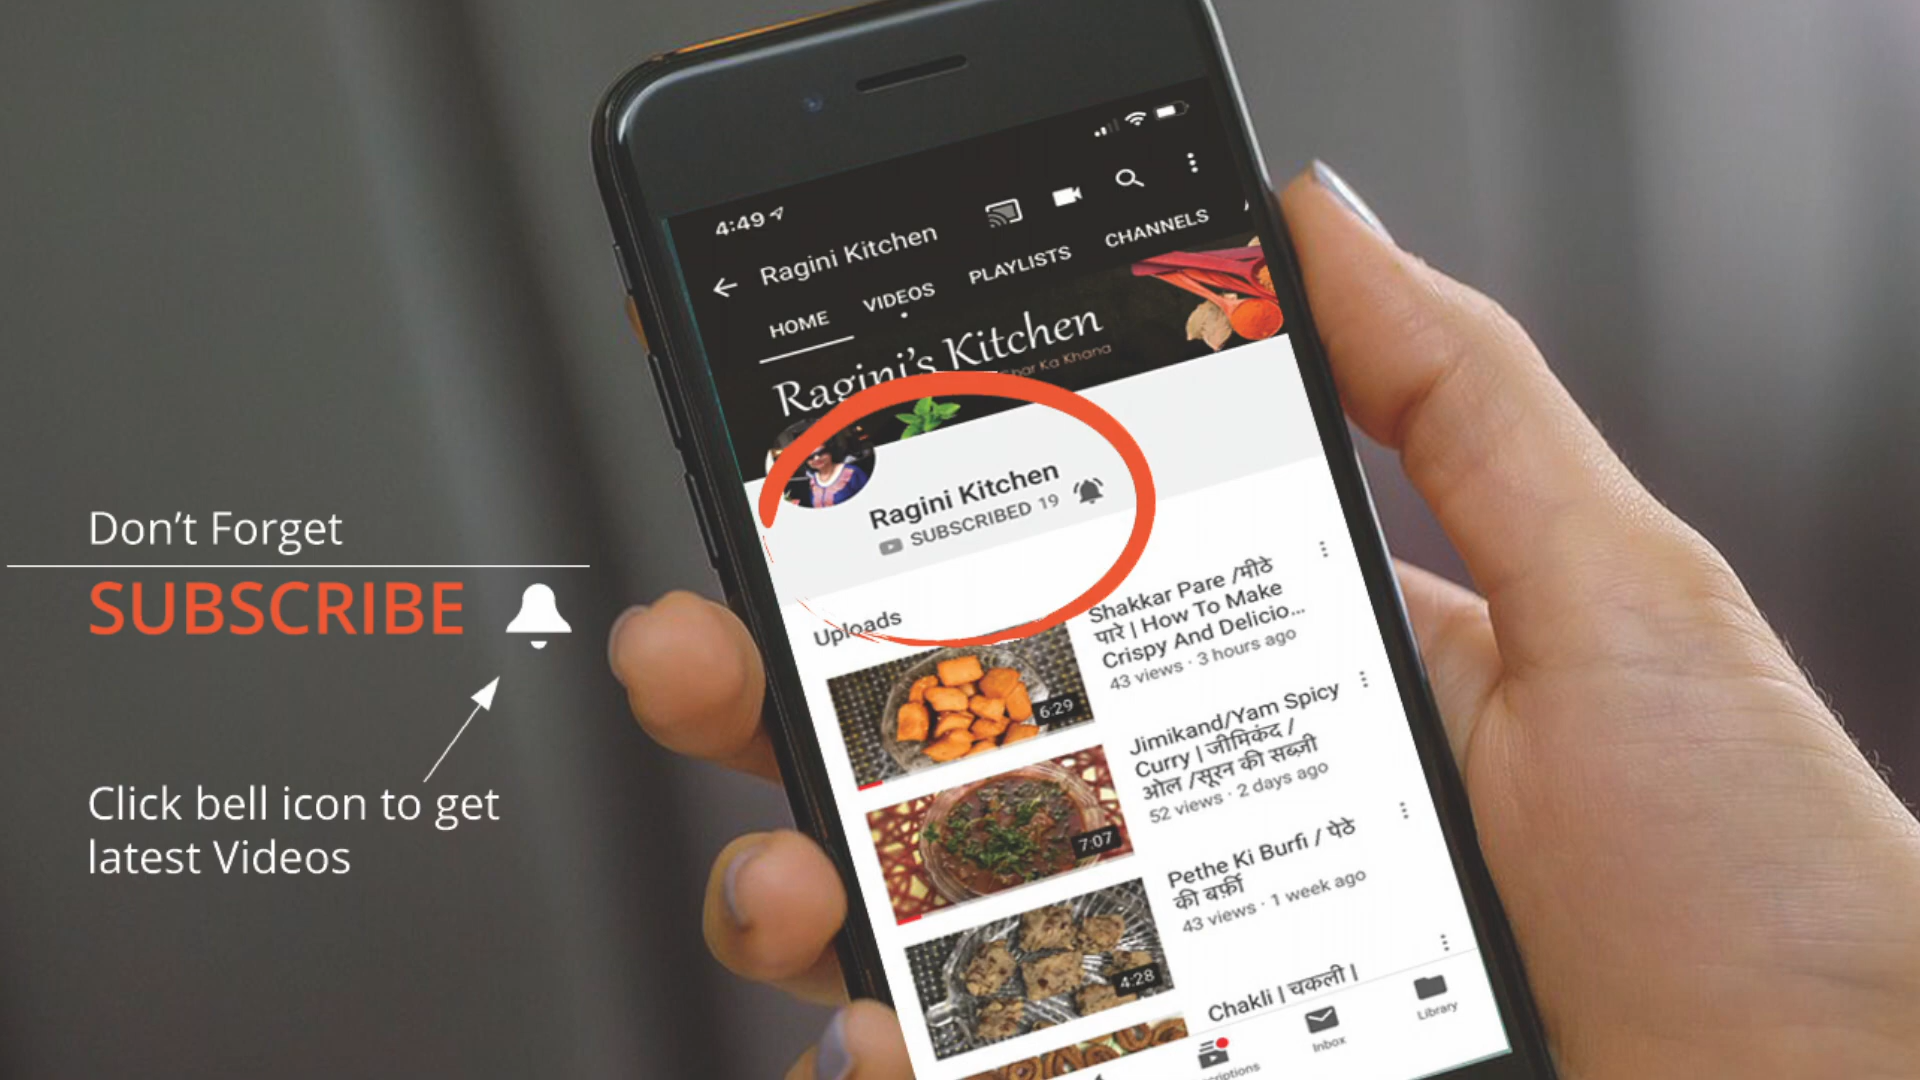 4:49
Ragini Kitchen
HOME VIDEOS PLAYLISTS CHANNELS
Ragini's Kitchen
Ghar Ka Khana
Ragini Kitchen
SUBSCRIBED 19
Uploads
Shakkar Pare /मीठे
पारे | How To Make
Crispy And Delicio...
43 views · 3 hours ago
6:29
Jimikand/Yam Spicy
Curry | जीमिकंद /
ओल /सूरन की सब्ज़ी
52 views · 2 days ago
7:07
Pethe Ki Burfi / पेठे
की बर्फ़ी
43 views · 1 week ago
4:28
Chakli | चकली |
Inbox
Library
Don't Forget
SUBSCRIBE
Click bell icon to get
latest Videos